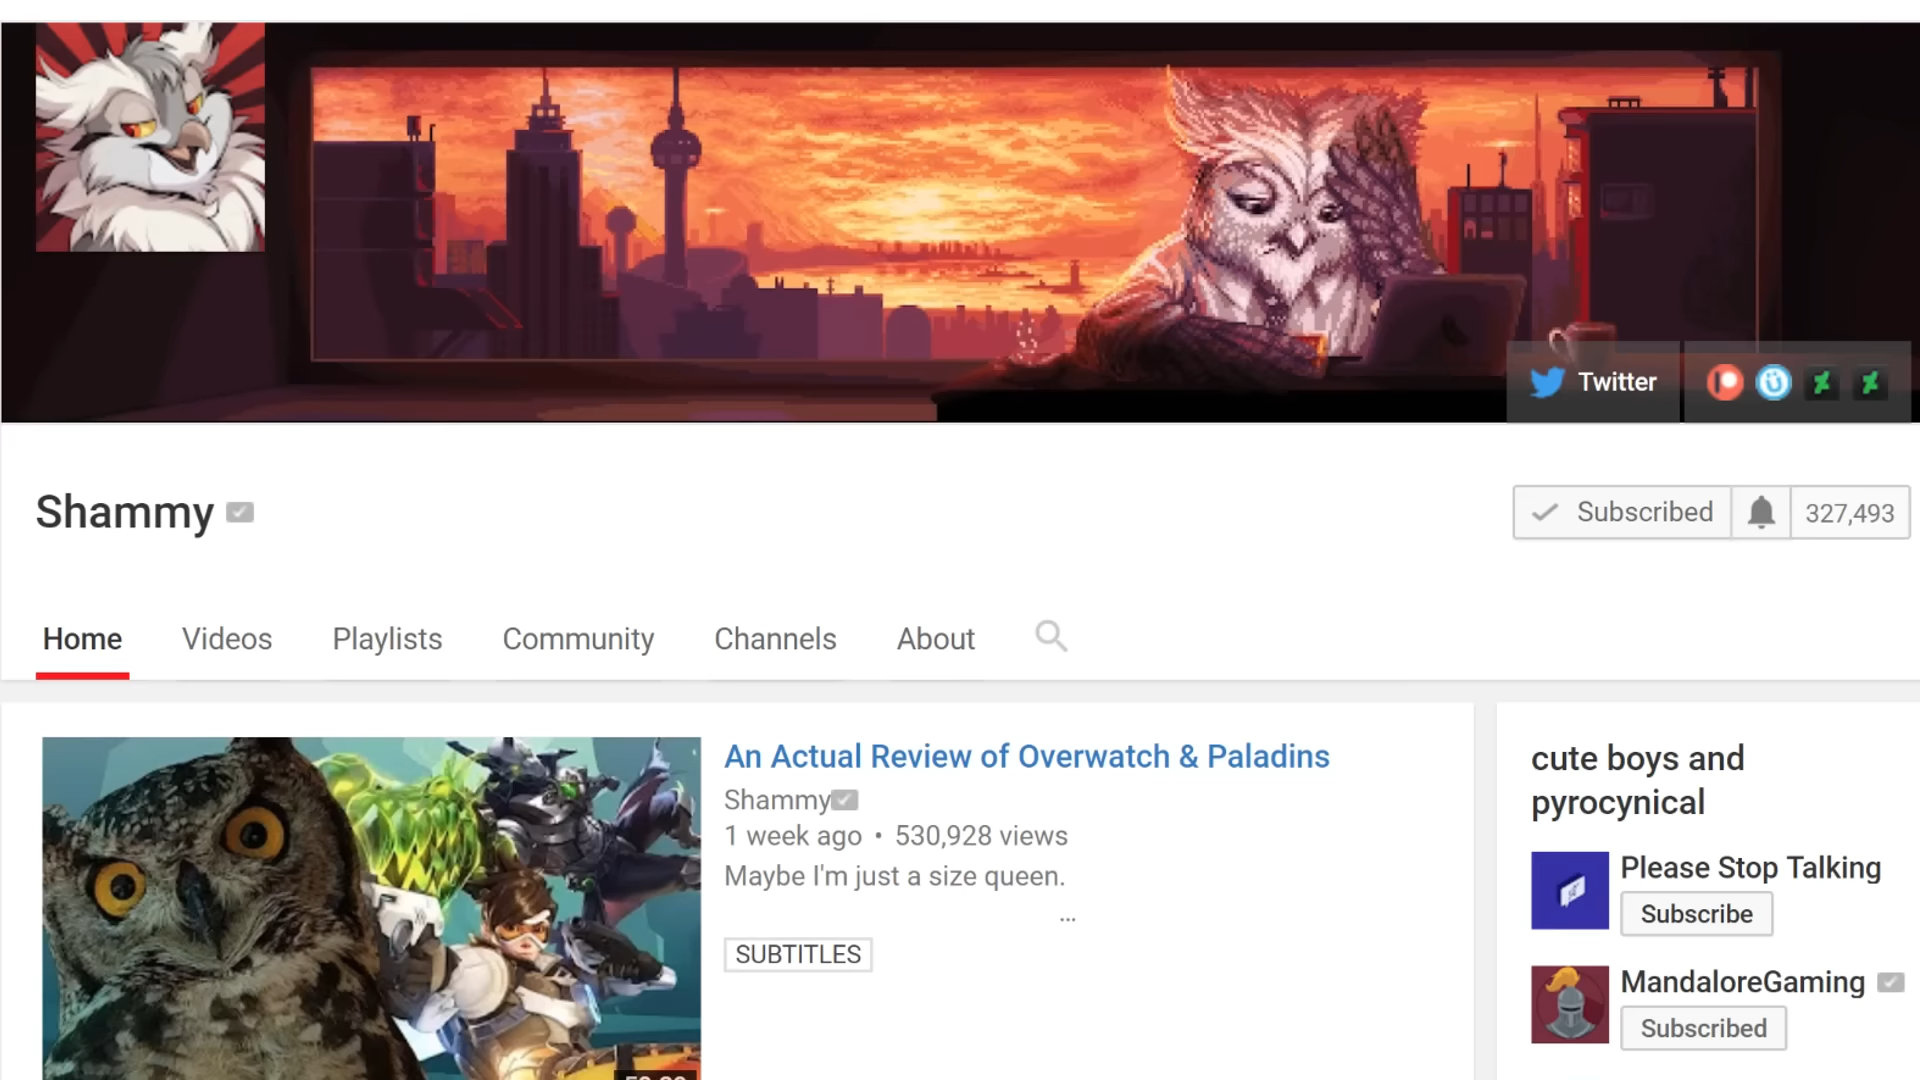 Twitter
Shammy
Subscribed
327,493
Home
Videos
Playlists
Community
Channels
About
An Actual Review of Overwatch & Paladins
Shammy
1 week ago • 530,928 views
Maybe I'm just a size queen.
...
SUBTITLES
cute boys and
pyrocynical
Please Stop Talking
Subscribe
MandaloreGaming
Subscribed